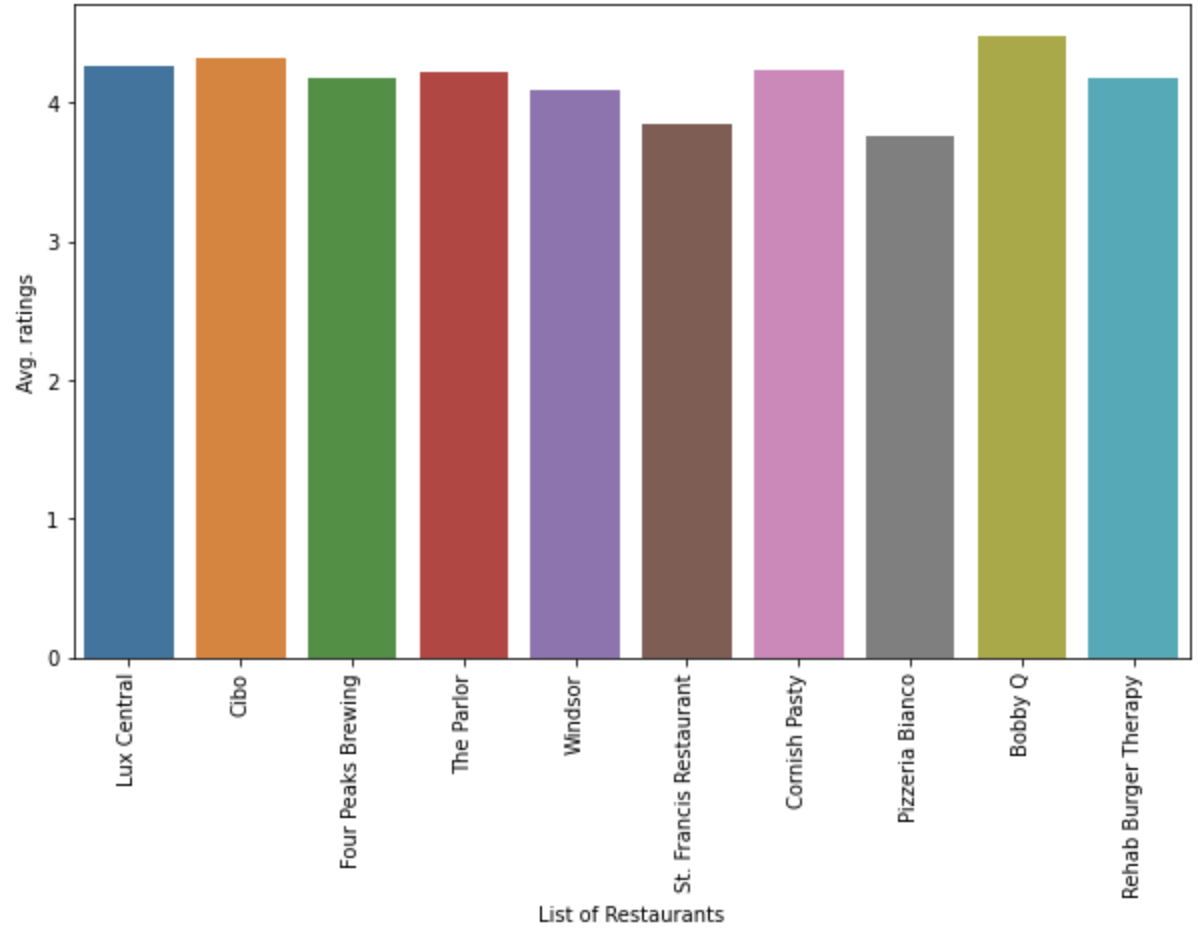 4
3
2
1
0
Avg. ratings
Lux Central
Cibo
Four Peaks Brewing
The Parlor
Windsor
St. Francis Restaurant
Cornish Pasty
Pizzeria Bianco
Bobby Q
Rehab Burger Therapy
List of Restaurants